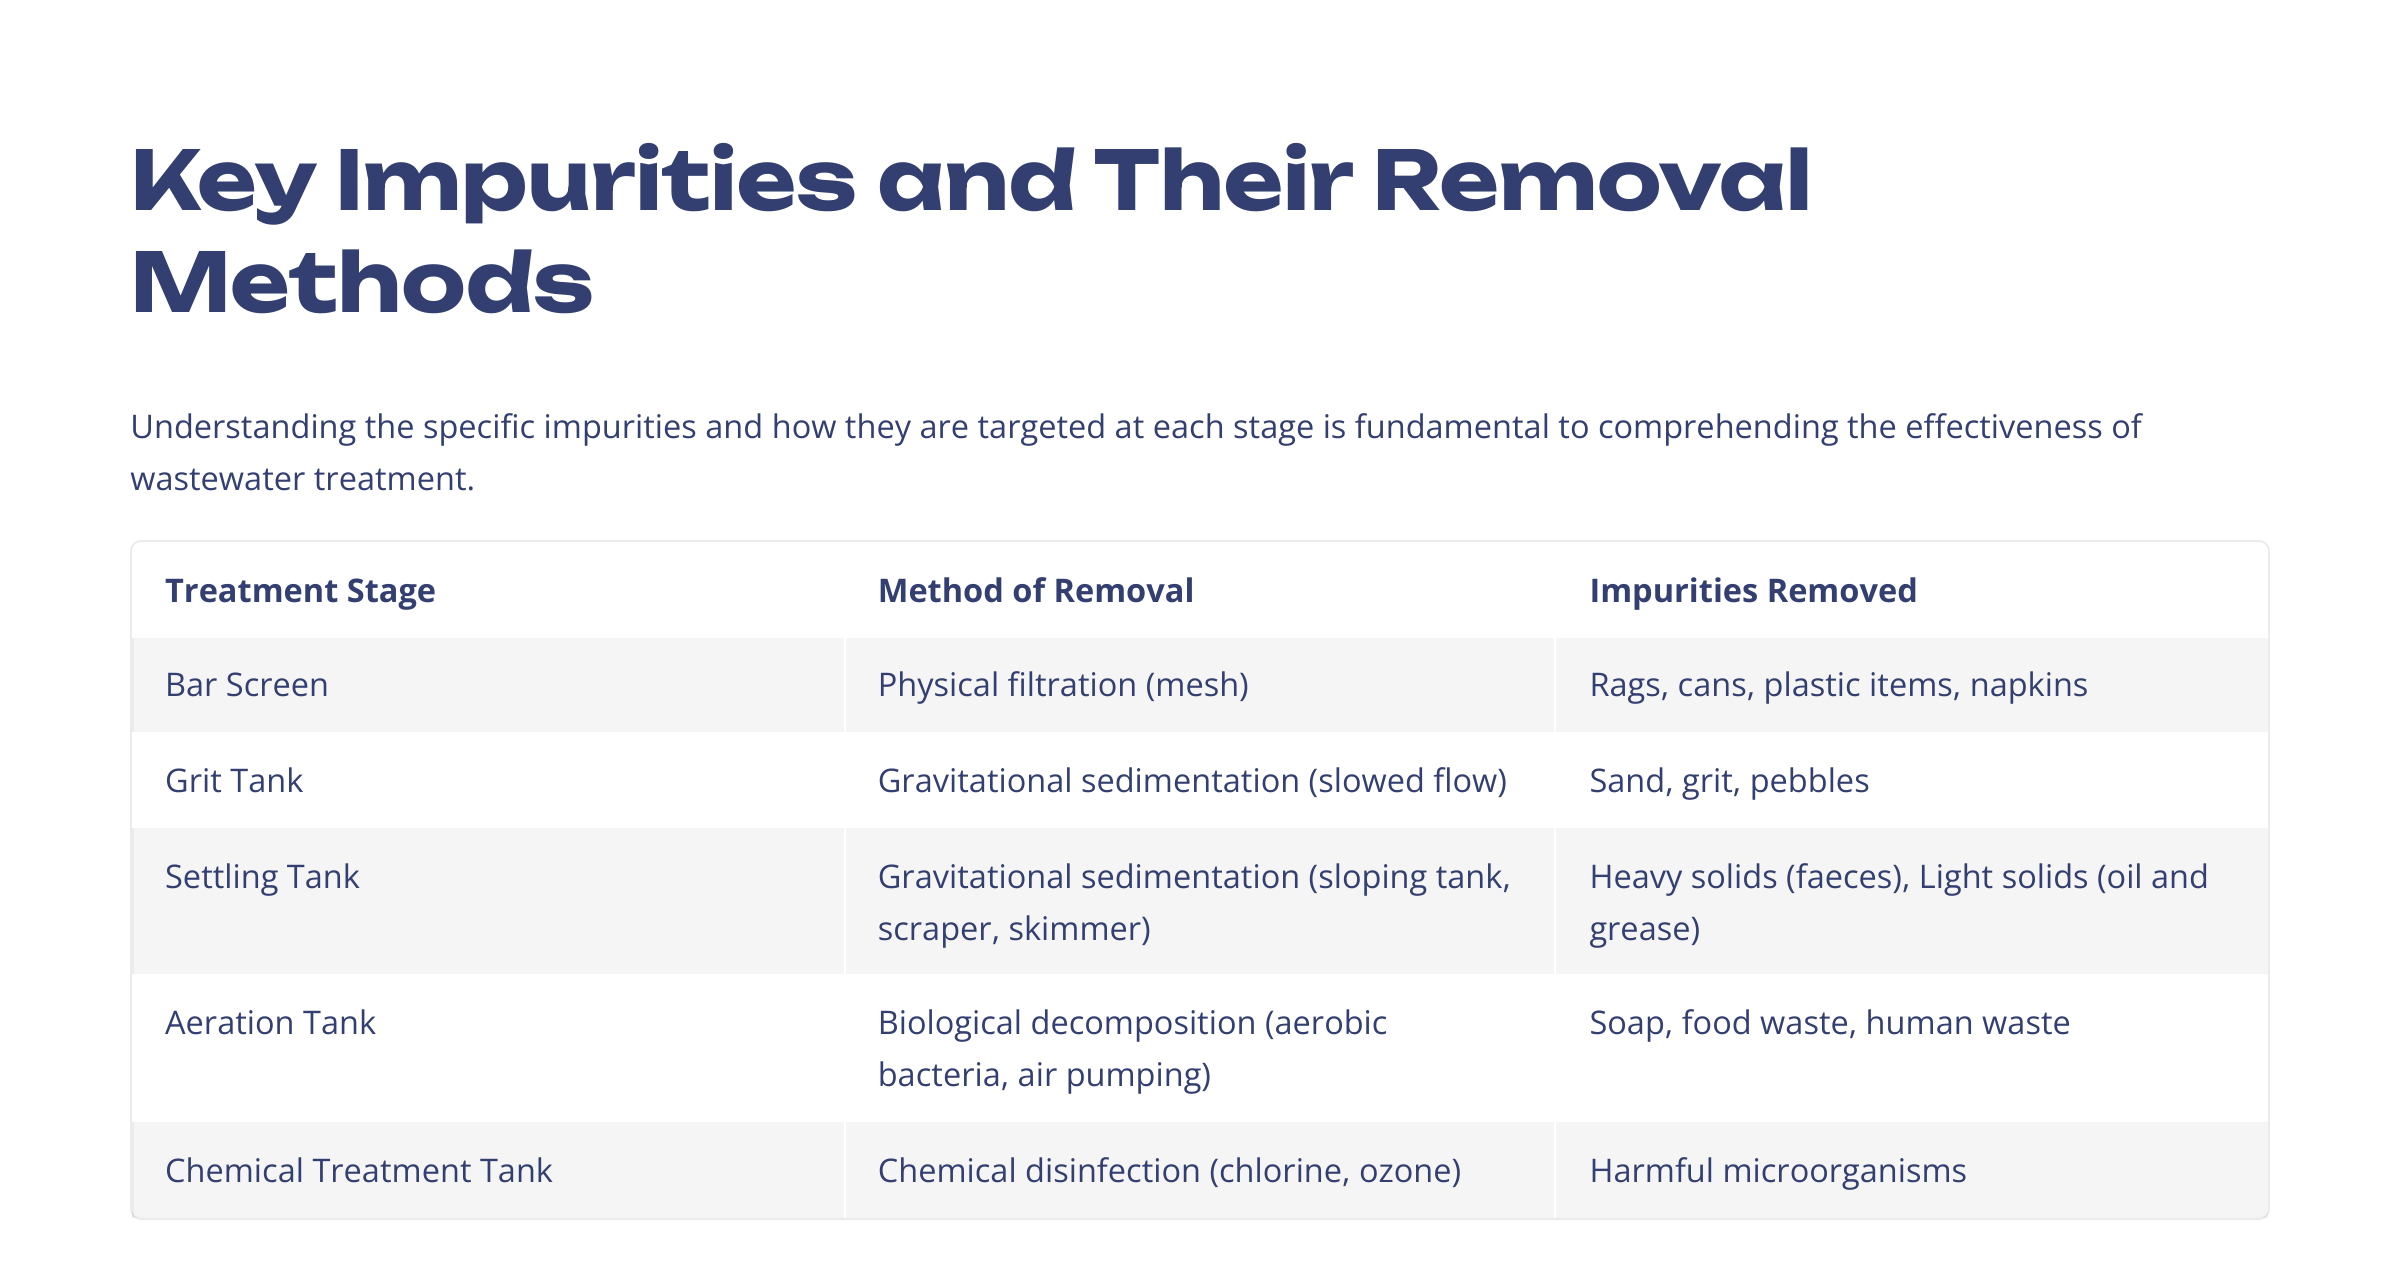 Key Impurities and Their Removal
Methods
Understanding the specific impurities and how they are targeted at each stage is fundamental to comprehending the effectiveness of
wastewater treatment.
Treatment Stage
Method of Removal
Impurities Removed
Bar Screen
Physical filtration (mesh)
Rags, cans, plastic items, napkins
Grit Tank
Gravitational sedimentation (slowed flow)
Sand, grit, pebbles
Settling Tank
Gravitational sedimentation (sloping tank,
scraper, skimmer)
Heavy solids (faeces), Light solids (oil and
grease)
Aeration Tank
Biological decomposition (aerobic
bacteria, air pumping)
Soap, food waste, human waste
Chemical Treatment Tank
Chemical disinfection (chlorine, ozone)
Harmful microorganisms